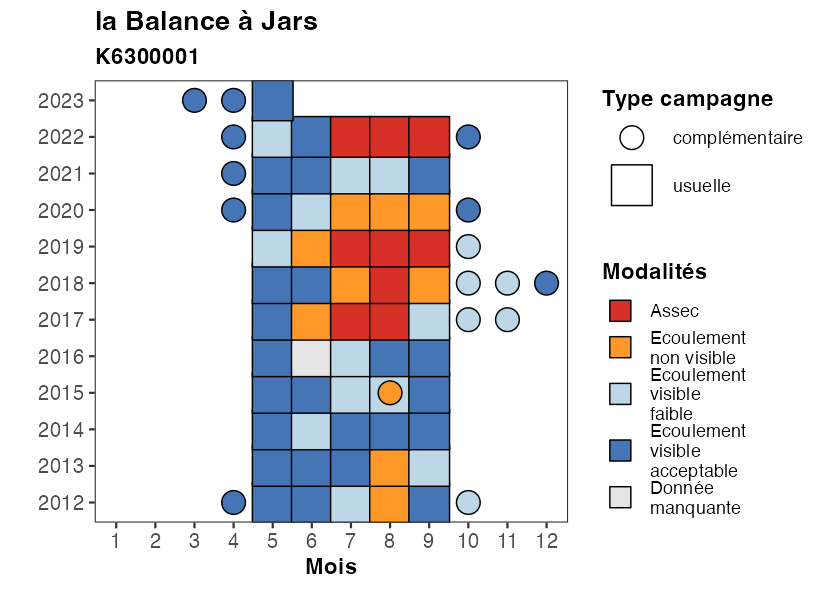 la Balance à Jars
K6300001
2023
2022
2021
2020
2019
2018
2017
2016
2015
2014
2013
2012
1 2 3 4 5 6 7 8 9 10 11 12
Mois
Type campagne
complémentaire
usuelle
Modalités
Assec
Ecoulement
non visible
Ecoulement
visible
faible
Ecoulement
visible
acceptable
Donnée
manquante